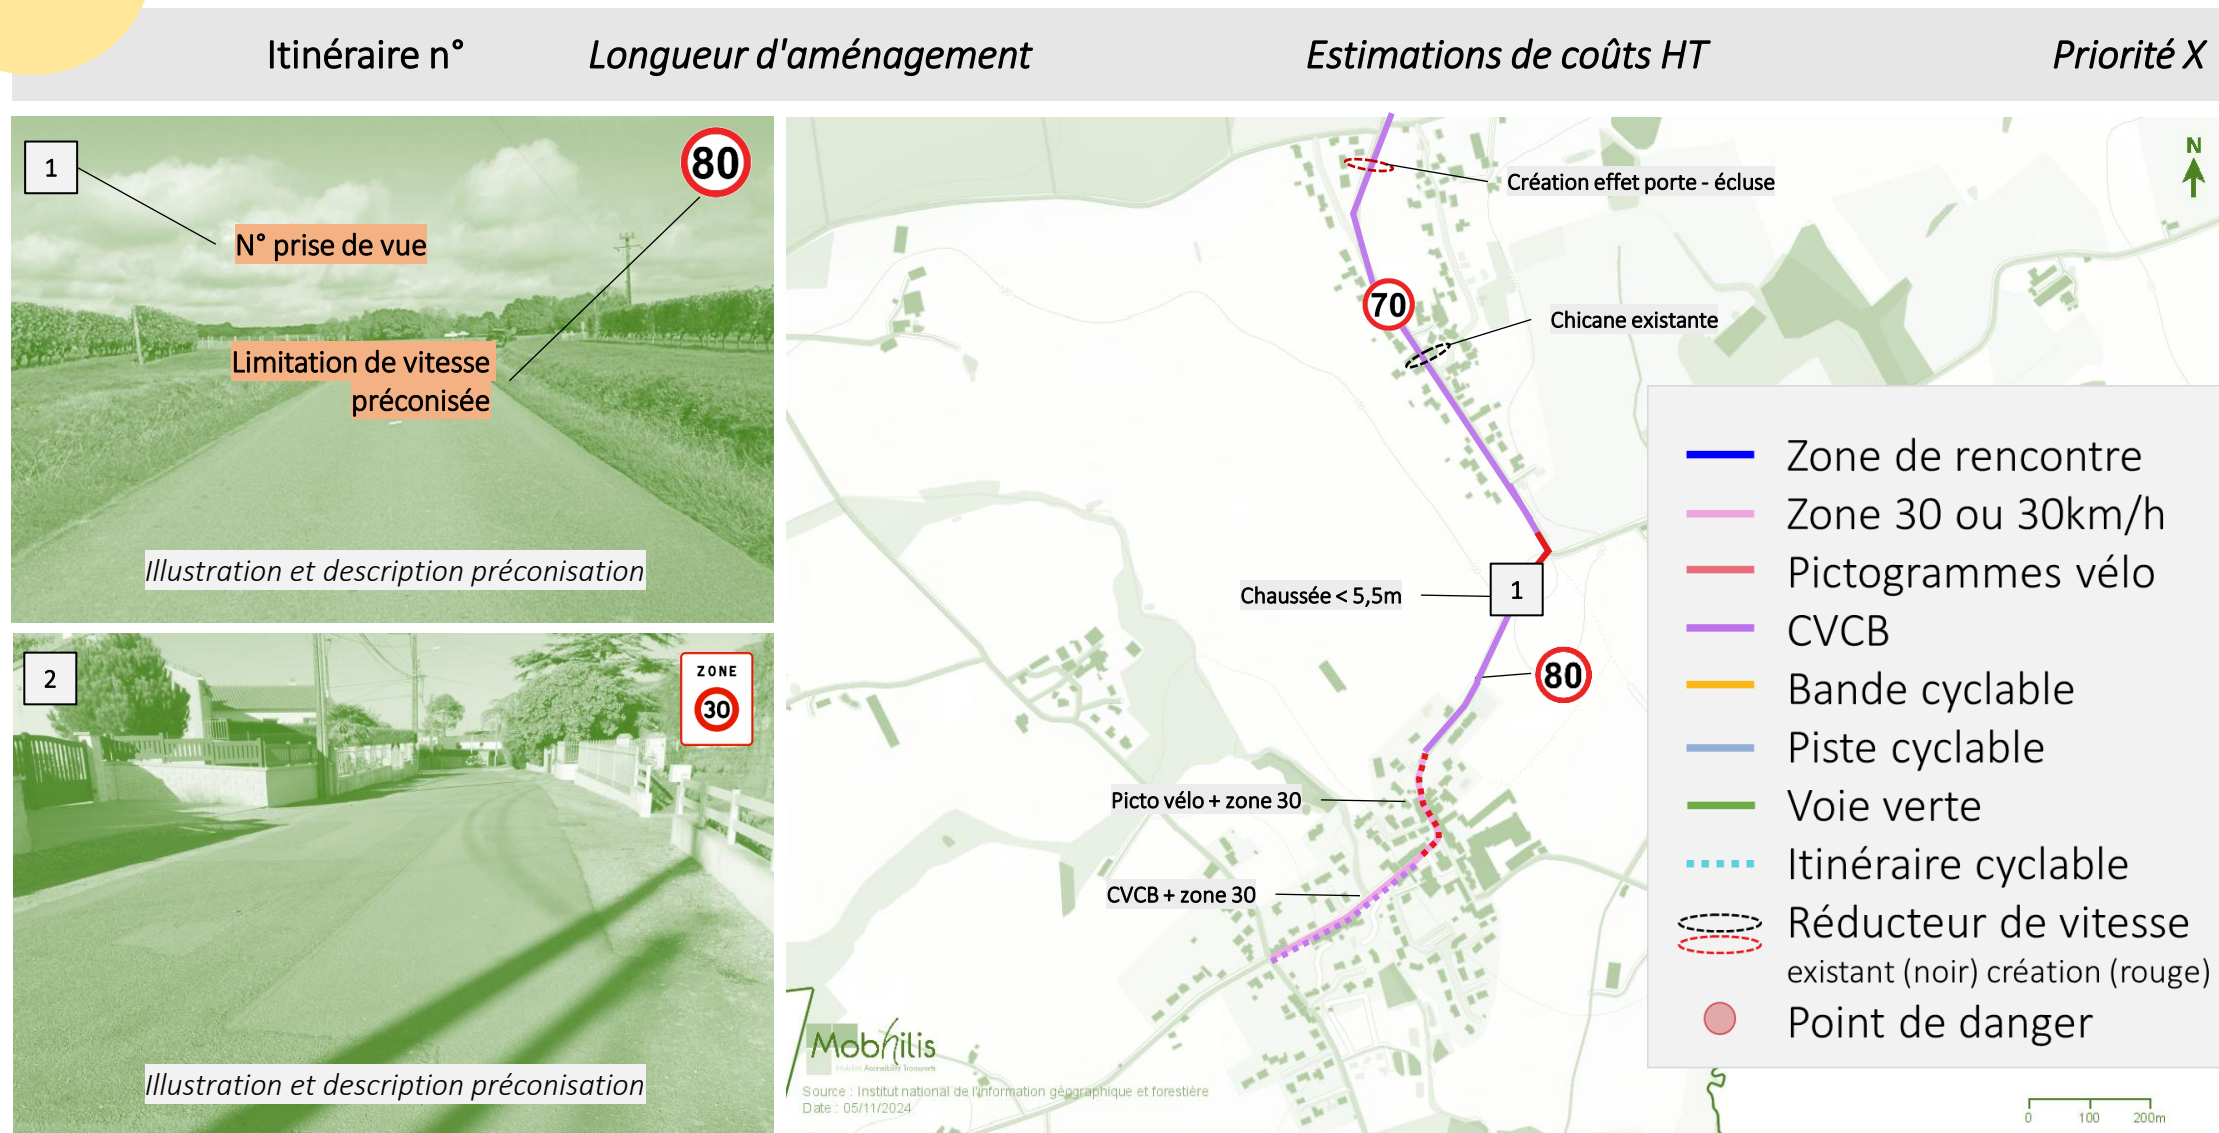 Itinéraire n° Longueur d'aménagement Estimations de coûts HT Priorité X
1
80
N° prise de vue
Limitation de vitesse
préconisée
Illustration et description préconisation
2
ZONE
30
Illustration et description préconisation
N
Création effet porte - écluse
70
Chicane existante
Chaussée < 5,5m
1
80
Picto vélo + zone 30
CVCB + zone 30
Zone de rencontre
Zone 30 ou 30km/h
Pictogrammes vélo
CVCB
Bande cyclable
Piste cyclable
Voie verte
Itinéraire cyclable
Réducteur de vitesse
existant (noir) création (rouge)
Point de danger
Mobhilis
Mobilité Accessibilité Transports
Source : Institut national de l'information géographique et forestière
Date : 05/11/2024
0 100 200m